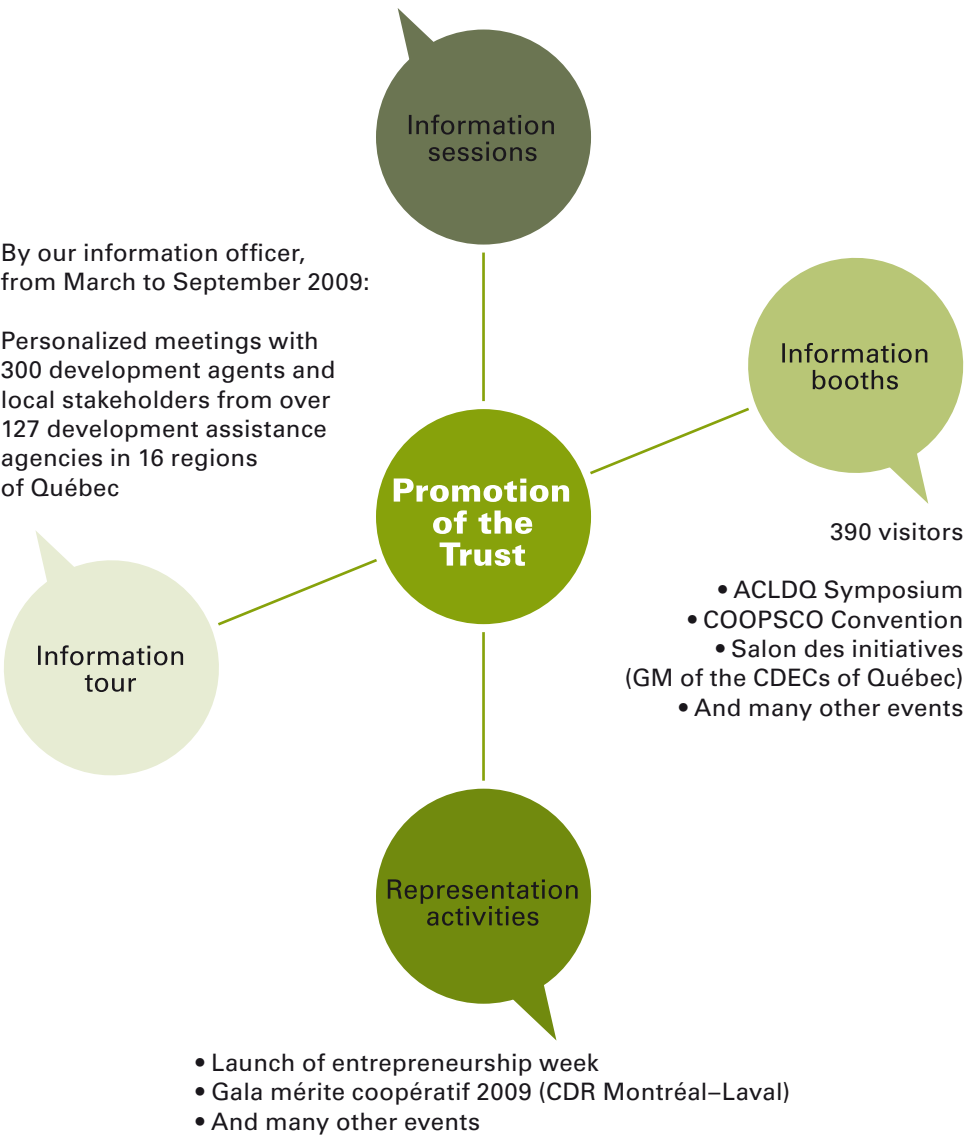 Information
sessions
By our information officer,
from March to September 2009:
Personalized meetings with
300 development agents and
local stakeholders from over
127 development assistance
agencies in 16 regions
of Québec
Information
booths
Promotion
of the
Trust
390 visitors
• ACLDQ Symposium
• COOPSCO Convention
• Salon des initiatives
(GM of the CDECs of Québec)
• And many other events
Information
tour
Representation
activities
• Launch of entrepreneurship week
• Gala mérite coopératif 2009 (CDR Montréal–Laval)
• And many other events